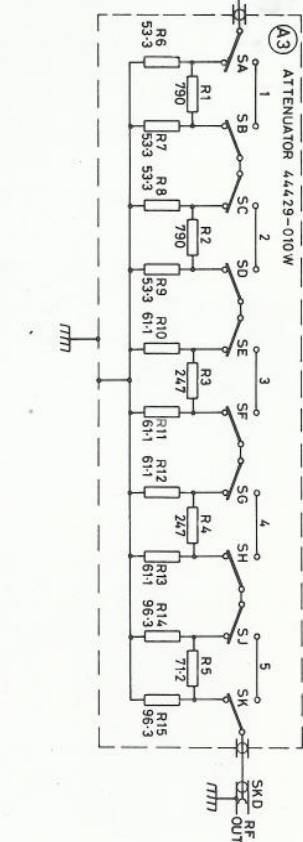 A3
ATTENUATOR 44429-010W
1
2
3
4
5
SA
SB
SC
SD
SE
SF
SG
SH
SJ
SK
R1
790
R2
790
R3
247
R4
247
R5
71·2
R6
53·3
R7
53·3
R8
53·3
R9
53·3
R10
61·1
R11
61·1
R12
61·1
R13
61·1
R14
96·3
R15
96·3
SKD
RF
OUT